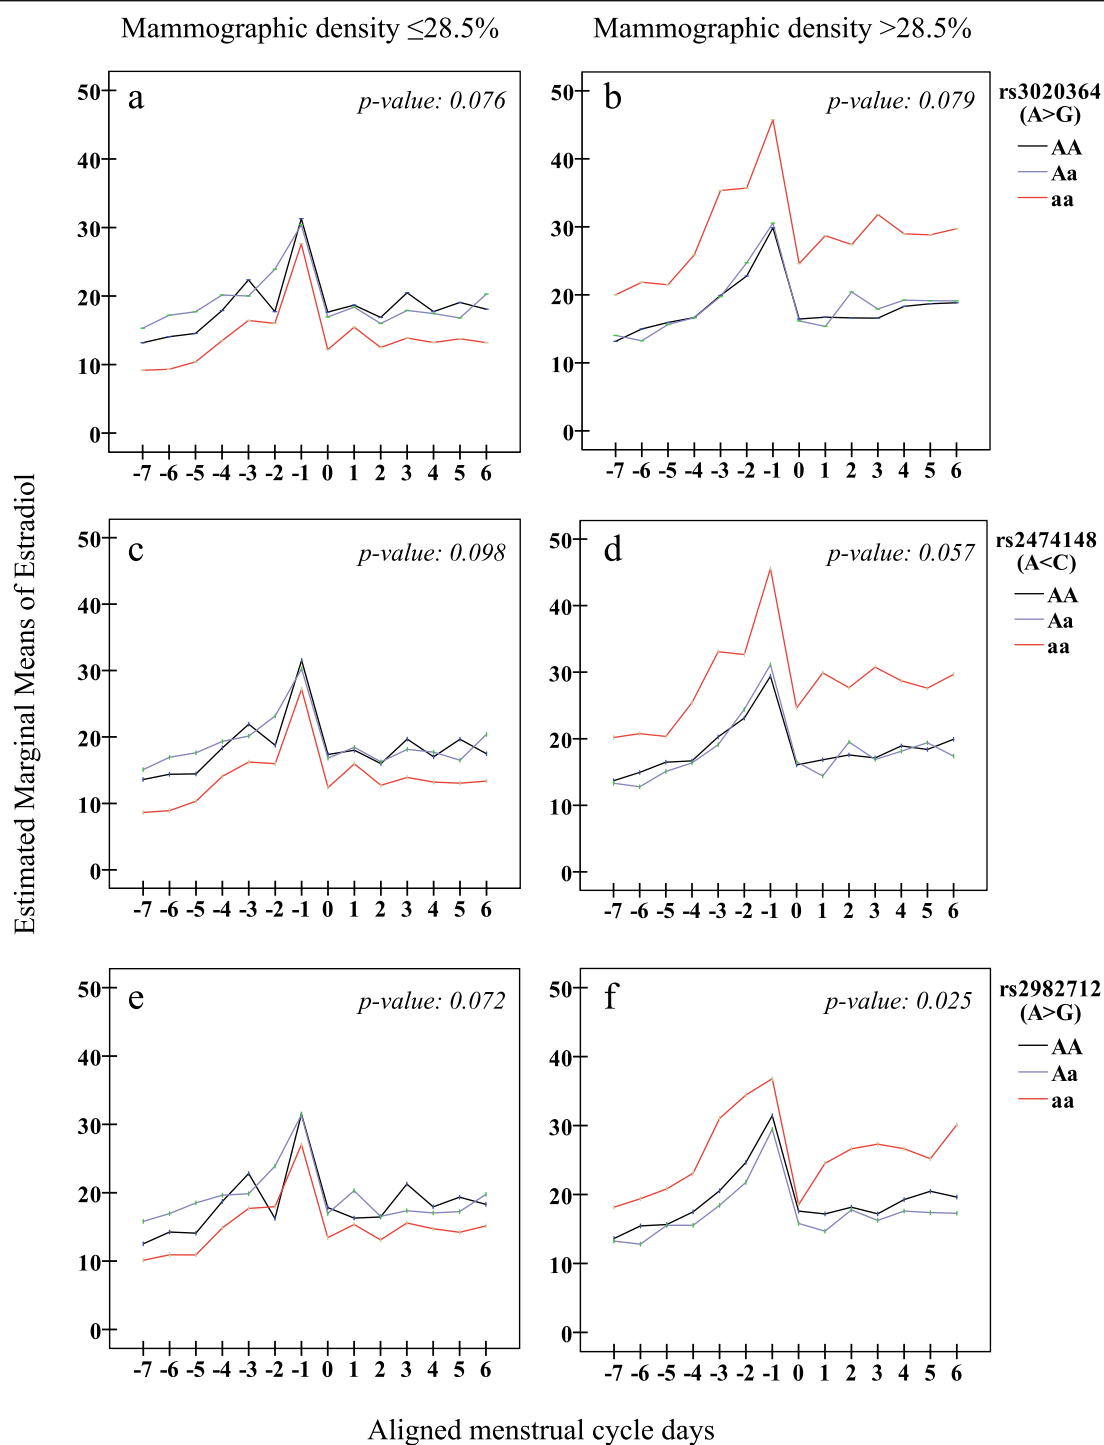 Mammographic density ≤28.5%
Mammographic density >28.5%
Estimated Marginal Means of Estradiol
a
p-value: 0.076
50
40
30
20
10
0
-7 -6 -5 -4 -3 -2 -1 0 1 2 3 4 5 6
b
p-value: 0.079
50
40
30
20
10
0
-7 -6 -5 -4 -3 -2 -1 0 1 2 3 4 5 6
rs3020364
(A>G)
AA
Aa
aa
c
p-value: 0.098
50
40
30
20
10
0
-7 -6 -5 -4 -3 -2 -1 0 1 2 3 4 5 6
d
p-value: 0.057
50
40
30
20
10
0
-7 -6 -5 -4 -3 -2 -1 0 1 2 3 4 5 6
rs2474148
(A<C)
AA
Aa
aa
e
p-value: 0.072
50
40
30
20
10
0
-7 -6 -5 -4 -3 -2 -1 0 1 2 3 4 5 6
f
p-value: 0.025
50
40
30
20
10
0
-7 -6 -5 -4 -3 -2 -1 0 1 2 3 4 5 6
rs2982712
(A>G)
AA
Aa
aa
Aligned menstrual cycle days